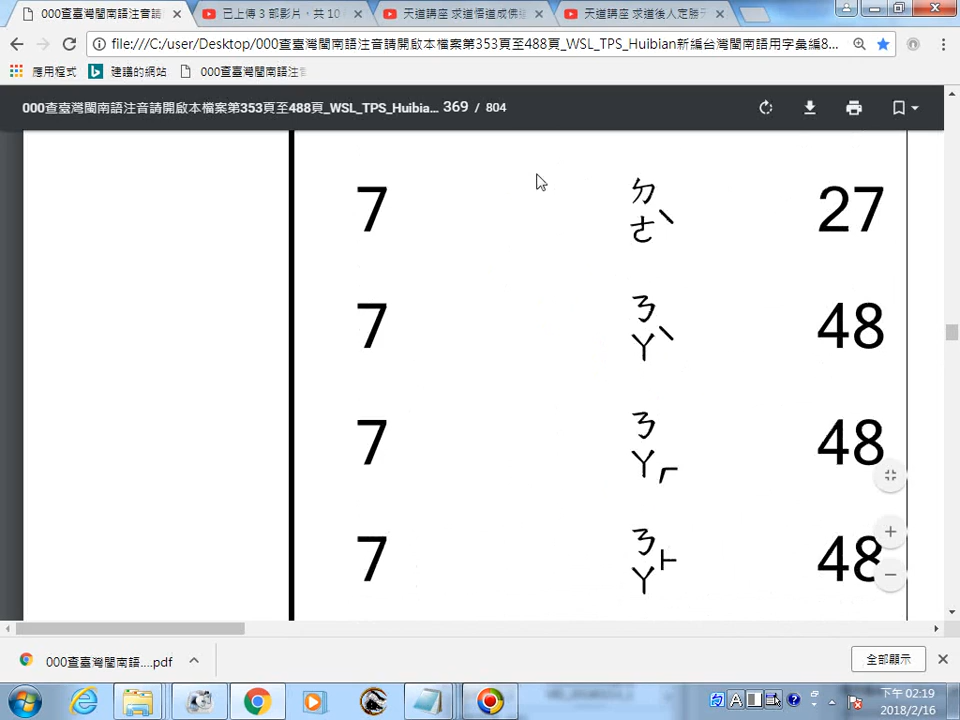 000查臺灣閩南語注音請
已上傳 3 部影片，共 10
天道講座 求道悟道成佛
天道講座 求道後人定勝
file:///C:/user/Desktop/000查臺灣閩南語注音請開啟本檔案第353頁至488頁_WSL_TPS_Huibian新編台灣閩南語用字彙編8...
應用程式
建議的網站
000查臺灣閩南語注音
000查臺灣閩南語注音請開啟本檔案第353頁至488頁_WSL_TPS_Huibia... 369 / 804
7 ㄉㄜˋ 27
7 ㄋㄚˋ 48
7 ㄋㄚ┌ 48
7 ㄋㄚ├ 48
000查臺灣閩南語....pdf
全部顯示
下午 02:19
2018/2/16